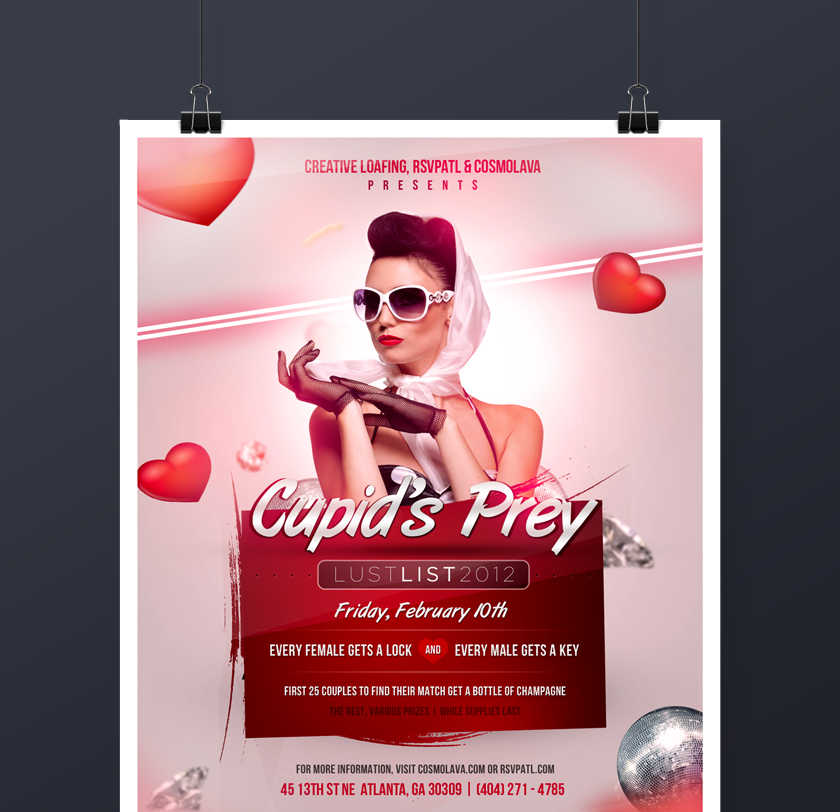 CREATIVE LOAFING, RSVPATL & COSMOLAVA
PRESENTS
Cupid's Prey
LUSTLIST2012
Friday, February 10th
EVERY FEMALE GETS A LOCK AND EVERY MALE GETS A KEY
FIRST 25 COUPLES TO FIND THEIR MATCH GET A BOTTLE OF CHAMPAGNE
THE REST, VARIOUS PRIZES | WHILE SUPPLIES LAST
FOR MORE INFORMATION, VISIT COSMOLAVA.COM OR RSVPATL.COM
45 13TH ST NE ATLANTA, GA 30309 | (404) 271 - 4785